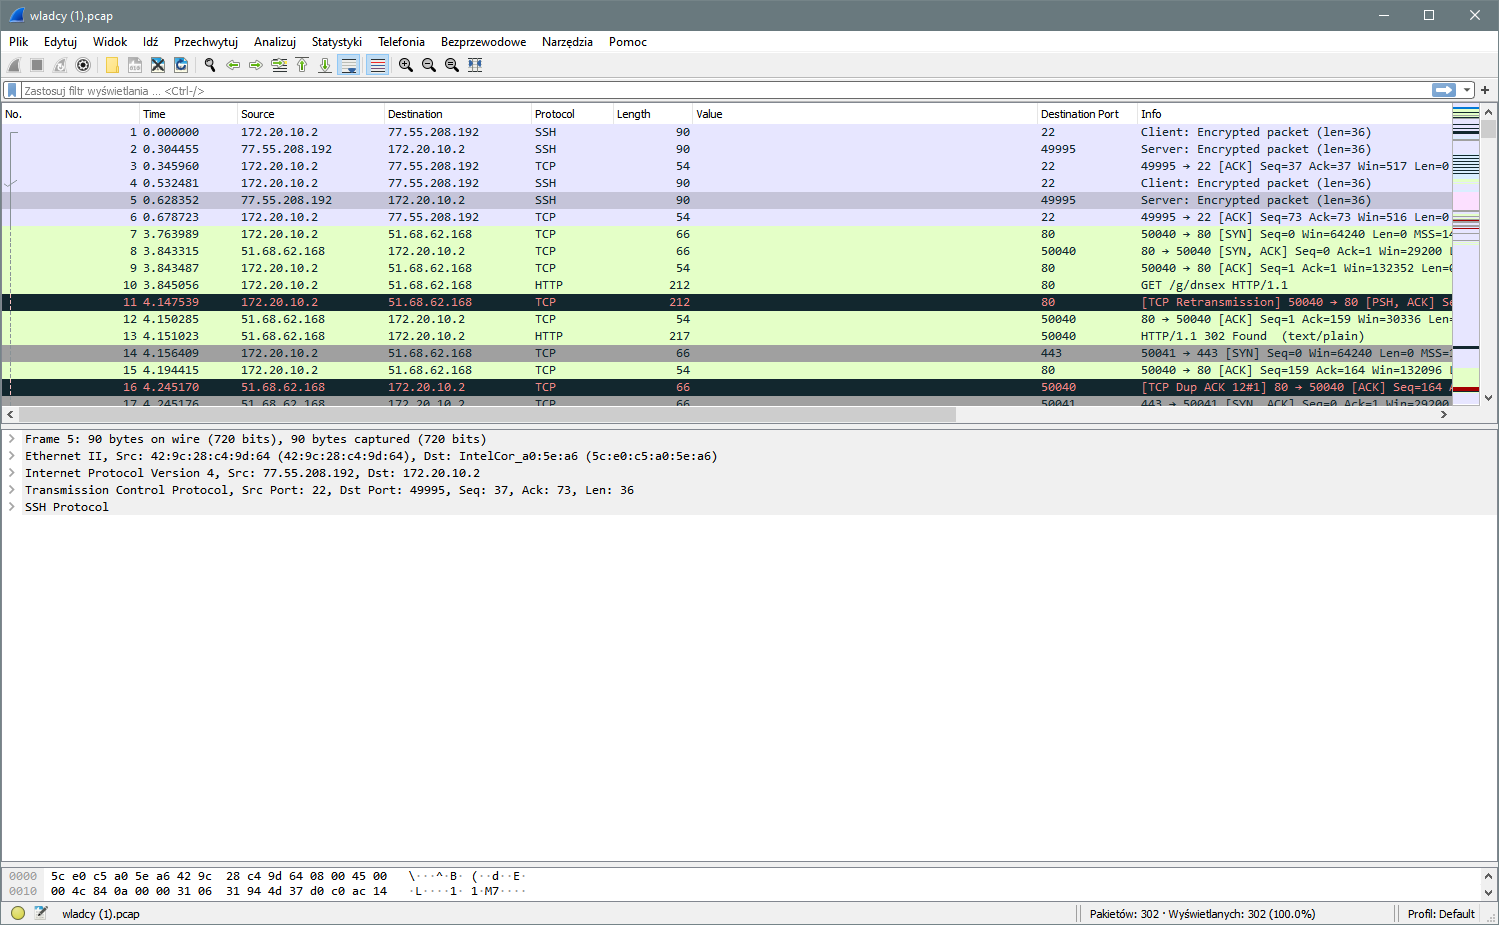 wladcy (1).pcap
Plik Edytuj Widok Idź Przechwytuj Analizuj Statystyki Telefonia Bezprzewodowe Narzędzia Pomoc
Zastosuj filtr wyświetlania ... <Ctrl-/>
No. Time Source Destination Protocol Length Value Destination Port Info
1 0.000000 172.20.10.2 77.55.208.192 SSH 90 22 Client: Encrypted packet (len=36)
2 0.304455 77.55.208.192 172.20.10.2 SSH 90 49995 Server: Encrypted packet (len=36)
3 0.345960 172.20.10.2 77.55.208.192 TCP 54 22 49995 → 22 [ACK] Seq=37 Ack=37 Win=517 Len=0
4 0.532481 172.20.10.2 77.55.208.192 SSH 90 22 Client: Encrypted packet (len=36)
5 0.628352 77.55.208.192 172.20.10.2 SSH 90 49995 Server: Encrypted packet (len=36)
6 0.678723 172.20.10.2 77.55.208.192 TCP 54 22 49995 → 22 [ACK] Seq=73 Ack=73 Win=516 Len=0
7 3.763989 172.20.10.2 51.68.62.168 TCP 66 80 50040 → 80 [SYN] Seq=0 Win=64240 Len=0 MSS=14
8 3.843315 51.68.62.168 172.20.10.2 TCP 66 50040 80 → 50040 [SYN, ACK] Seq=0 Ack=1 Win=29200
9 3.843487 172.20.10.2 51.68.62.168 TCP 54 80 50040 → 80 [ACK] Seq=1 Ack=1 Win=132352 Len=0
10 3.845056 172.20.10.2 51.68.62.168 HTTP 212 80 GET /g/dnsex HTTP/1.1
11 4.147539 172.20.10.2 51.68.62.168 TCP 212 80 [TCP Retransmission] 50040 → 80 [PSH, ACK] Se
12 4.150285 51.68.62.168 172.20.10.2 TCP 54 50040 80 → 50040 [ACK] Seq=1 Ack=159 Win=30336 Len=
13 4.151023 51.68.62.168 172.20.10.2 HTTP 217 50040 HTTP/1.1 302 Found (text/plain)
14 4.156409 172.20.10.2 51.68.62.168 TCP 66 443 50041 → 443 [SYN] Seq=0 Win=64240 Len=0 MSS=1
15 4.194415 172.20.10.2 51.68.62.168 TCP 54 80 50040 → 80 [ACK] Seq=159 Ack=164 Win=132096 L
16 4.245170 51.68.62.168 172.20.10.2 TCP 66 50040 [TCP Dup ACK 12#1] 80 → 50040 [ACK] Seq=164
17 4.245176 51.68.62.168 172.20.10.2 TCP 66 50041 443 → 50041 [SYN, ACK] Seq=0 Ack=1 Win=29200
Frame 5: 90 bytes on wire (720 bits), 90 bytes captured (720 bits)
Ethernet II, Src: 42:9c:28:c4:9d:64 (42:9c:28:c4:9d:64), Dst: IntelCor_a0:5e:a6 (5c:e0:c5:a0:5e:a6)
Internet Protocol Version 4, Src: 77.55.208.192, Dst: 172.20.10.2
Transmission Control Protocol, Src Port: 22, Dst Port: 49995, Seq: 37, Ack: 73, Len: 36
SSH Protocol
0000 5c e0 c5 a0 5e a6 42 9c 28 c4 9d 64 08 00 45 00 \···^·B· (··d··E·
0010 00 4c 84 0a 00 00 31 06 31 94 4d 37 d0 c0 ac 14 ·L····1· 1·M7····
wladcy (1).pcap Pakietów: 302 · Wyświetlanych: 302 (100.0%) Profil: Default